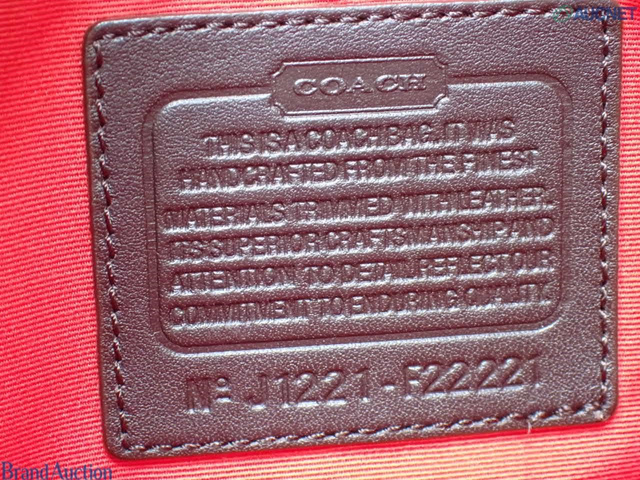 COACH
THIS IS A COACH BAG. IT WAS
HANDCRAFTED FROM THE FINEST
MATERIALS TRIMMED WITH LEATHER.
ITS SUPERIOR CRAFTSMANSHIP AND
ATTENTION TO DETAIL REFLECT OUR
COMMITMENT TO ENDURING QUALITY.
Nº J1221-F22221
Brand Auction